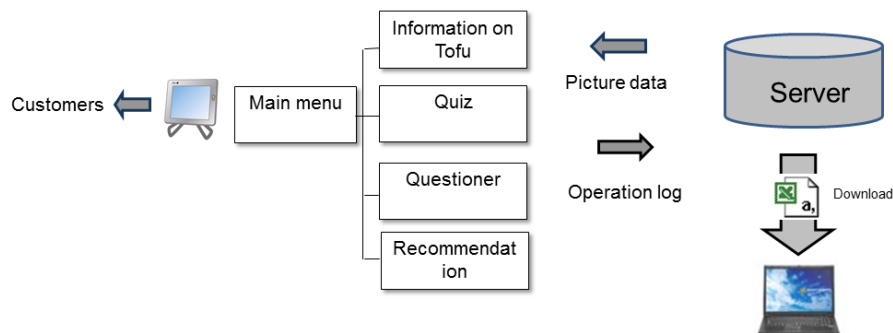 Information on
Tofu
Picture data
Server
Customers
Main menu
Quiz
Operation log
Questioner
a,
Download
Recommendat
ion